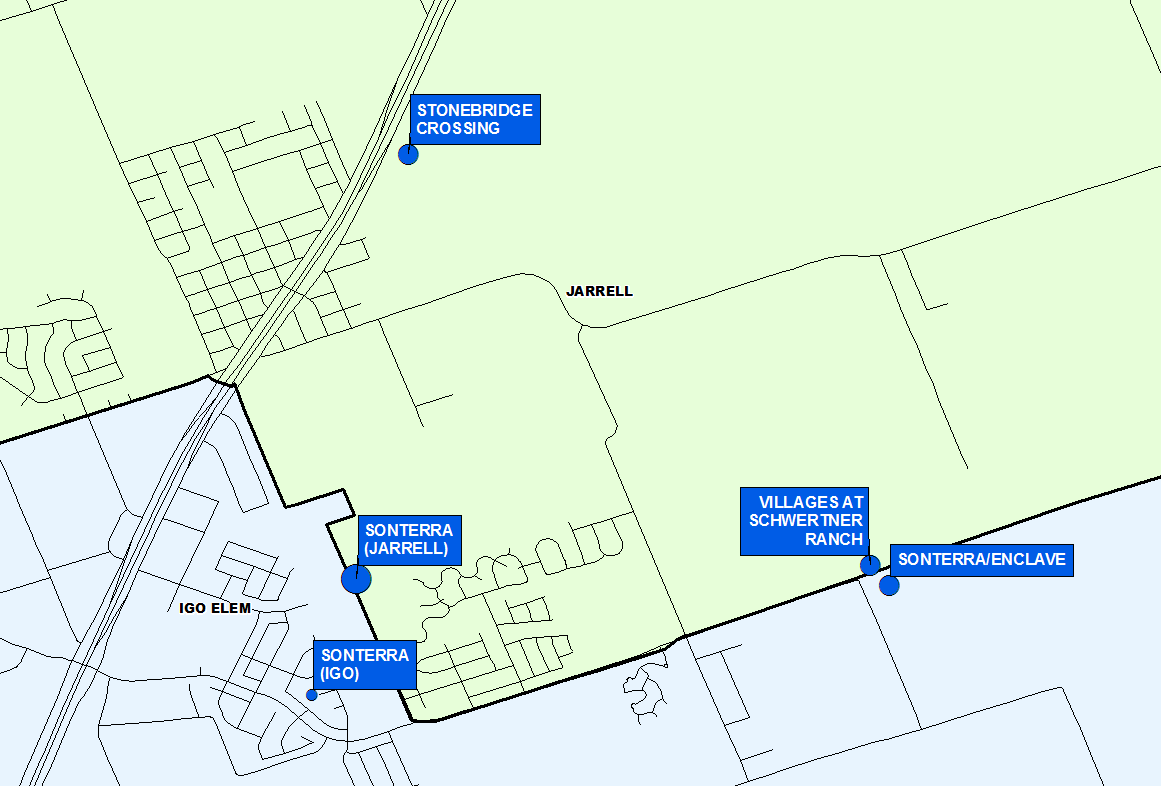 STONEBRIDGE
CROSSING
JARRELL
VILLAGES AT
SCHWERTNER
RANCH
SONTERRA
(JARRELL)
SONTERRA/ENCLAVE
IGO ELEM
SONTERRA
(IGO)